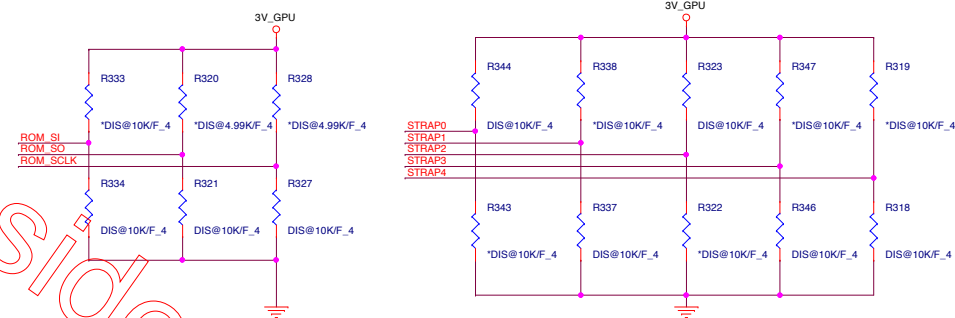 3V_GPU
R333
R320
R328
*DIS@10K/F_4
*DIS@4.99K/F_4
*DIS@4.99K/F_4
ROM_SI
ROM_SO
ROM_SCLK
R334
R321
R327
DIS@10K/F_4
DIS@10K/F_4
DIS@10K/F_4
3V_GPU
R344
R338
R323
R347
R319
DIS@10K/F_4
*DIS@10K/F_4
DIS@10K/F_4
*DIS@10K/F_4
*DIS@10K/F_4
STRAP0
STRAP1
STRAP2
STRAP3
STRAP4
R343
R337
R322
R346
R318
*DIS@10K/F_4
DIS@10K/F_4
*DIS@10K/F_4
DIS@10K/F_4
DIS@10K/F_4